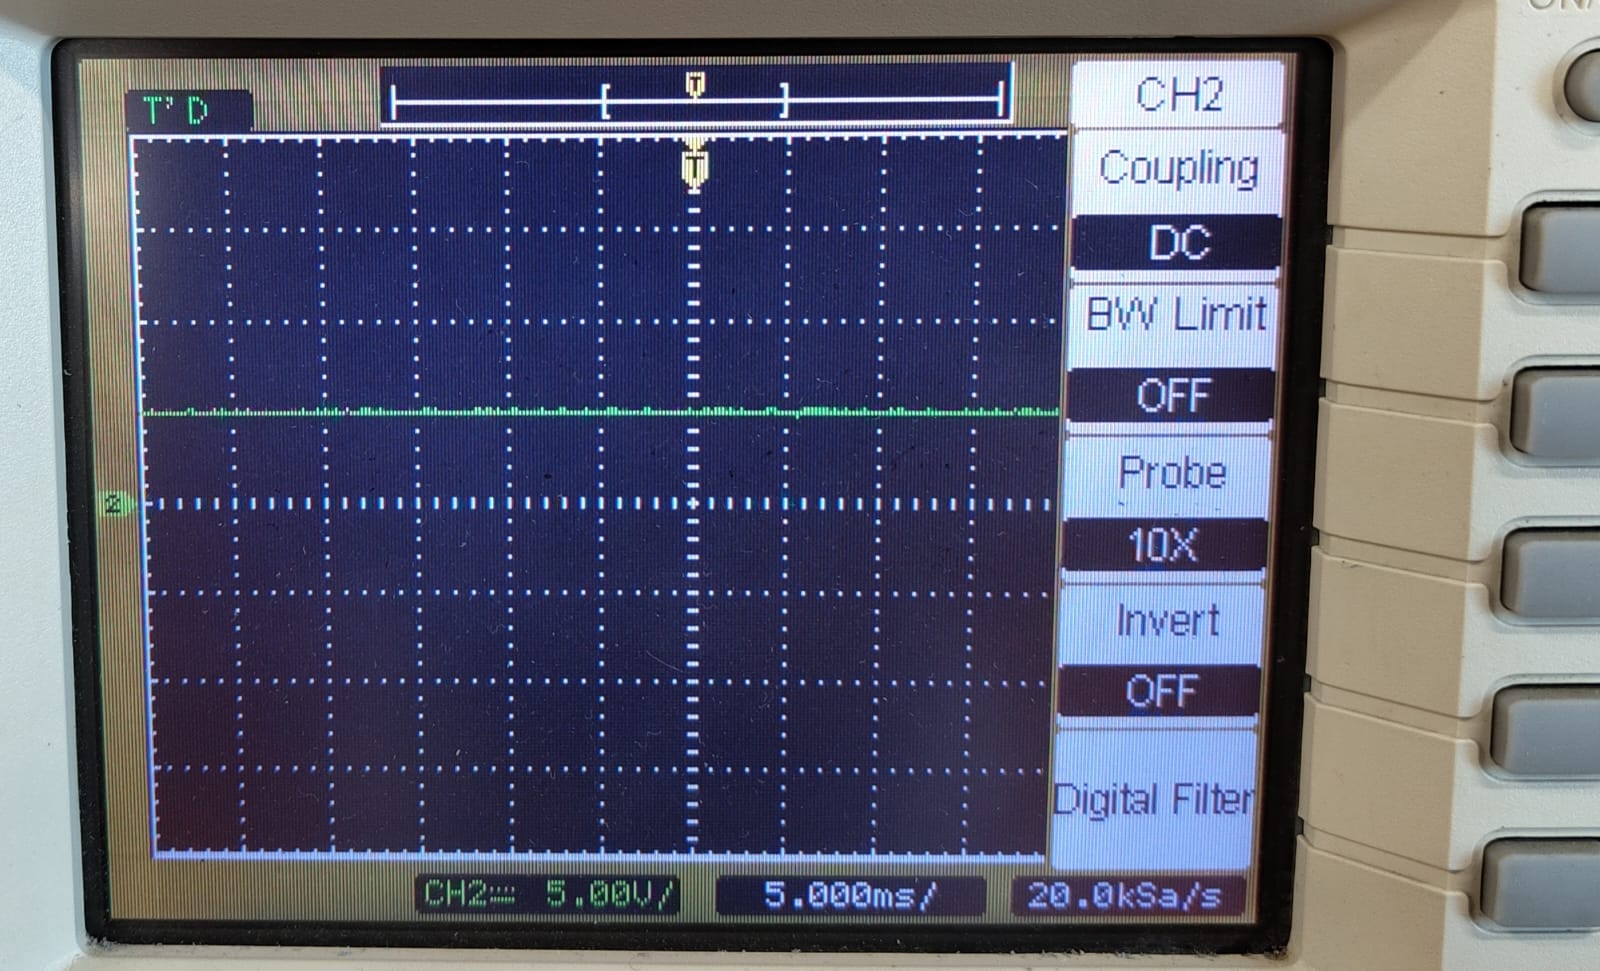 T'D
T
CH2
T
Coupling
DC
BW Limit
OFF
Probe
2
10X
Invert
OFF
Digital Filter
CH2 5.00V/ 5.000ms/ 20.0kSa/s